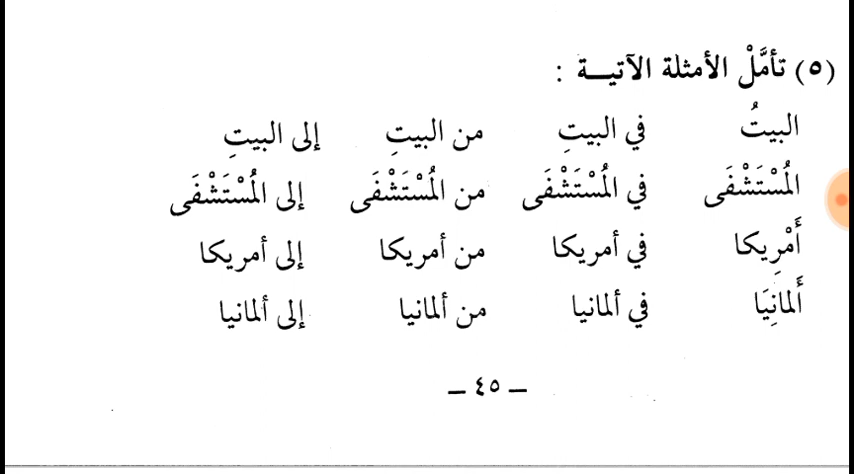 (٥) تأمَّلْ الأمثلة الآتيــة :
البيتُ في البيتِ من البيتِ إلى البيتِ
المُسْتَشْفَى في المُسْتَشْفَى من المُسْتَشْفَى إلى المُسْتَشْفَى
أَمْرِيكا في أمريكا من أمريكا إلى أمريكا
أَلمانِيَا في ألمانيا من ألمانيا إلى ألمانيا
– ٤٥ –